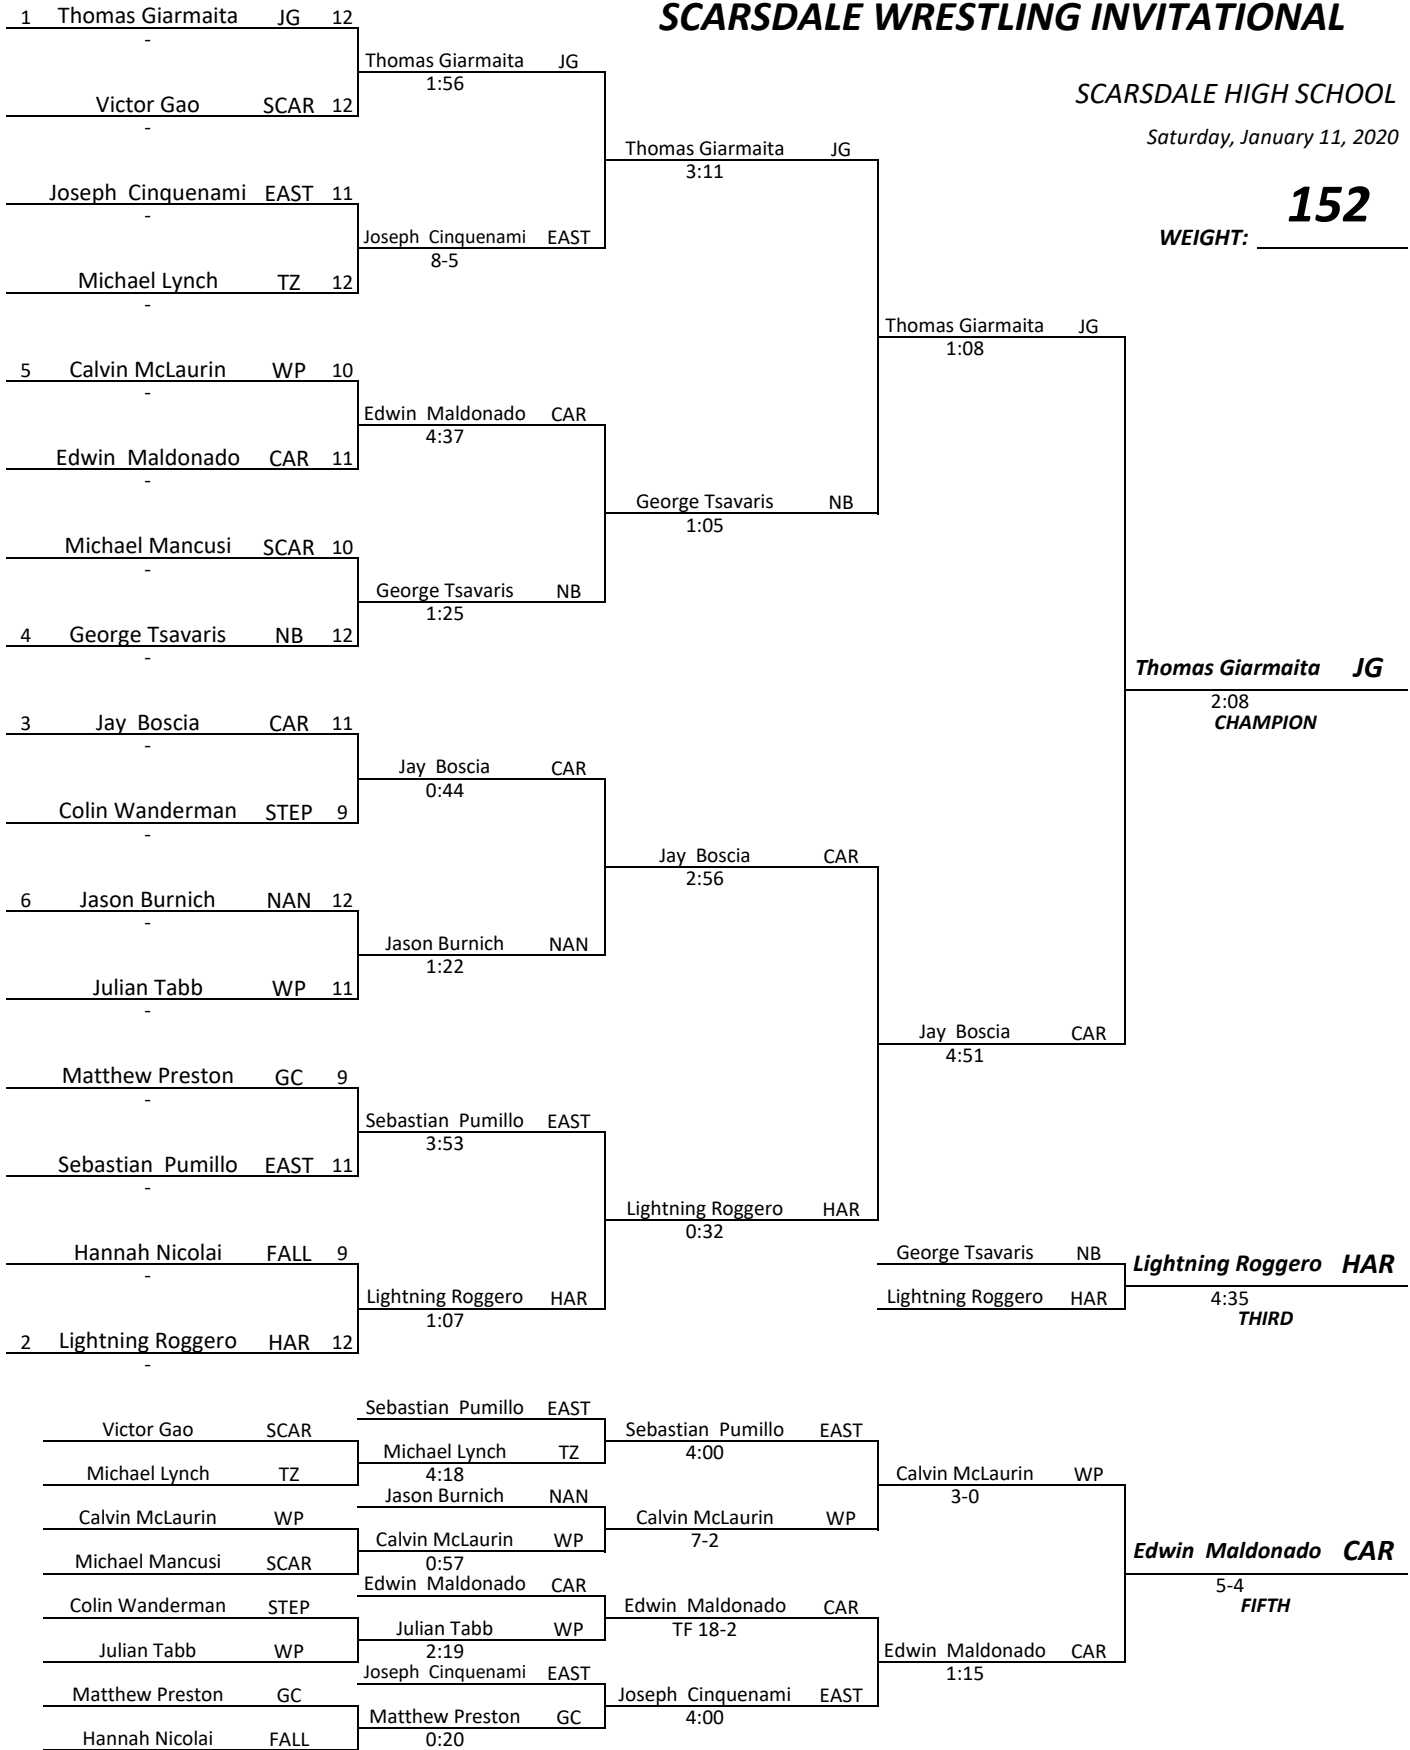 SCARSDALE WRESTLING INVITATIONAL
SCARSDALE HIGH SCHOOL
Saturday, January 11, 2020
WEIGHT: 152
1 Thomas Giarmaita JG 12
-
Victor Gao SCAR 12
-
Joseph Cinquenami EAST 11
-
Michael Lynch TZ 12
-
5 Calvin McLaurin WP 10
-
Edwin Maldonado CAR 11
-
Michael Mancusi SCAR 10
-
4 George Tsavaris NB 12
-
3 Jay Boscia CAR 11
-
Colin Wanderman STEP 9
-
6 Jason Burnich NAN 12
-
Julian Tabb WP 11
-
Matthew Preston GC 9
-
Sebastian Pumillo EAST 11
-
Hannah Nicolai FALL 9
-
2 Lightning Roggero HAR 12
-
Thomas Giarmaita JG
1:56
Joseph Cinquenami EAST
8-5
Edwin Maldonado CAR
4:37
George Tsavaris NB
1:25
Jay Boscia CAR
0:44
Jason Burnich NAN
1:22
Sebastian Pumillo EAST
3:53
Lightning Roggero HAR
1:07
Thomas Giarmaita JG
3:11
George Tsavaris NB
1:05
Jay Boscia CAR
2:56
Lightning Roggero HAR
0:32
Thomas Giarmaita JG
1:08
Jay Boscia CAR
4:51
Thomas Giarmaita JG
2:08
CHAMPION
George Tsavaris NB
Lightning Roggero HAR
Lightning Roggero HAR
4:35
THIRD
Victor Gao SCAR
Michael Lynch TZ
Calvin McLaurin WP
Michael Mancusi SCAR
Colin Wanderman STEP
Julian Tabb WP
Matthew Preston GC
Hannah Nicolai FALL
Sebastian Pumillo EAST
Michael Lynch TZ
4:18
Jason Burnich NAN
Calvin McLaurin WP
0:57
Edwin Maldonado CAR
Julian Tabb WP
2:19
Joseph Cinquenami EAST
Matthew Preston GC
0:20
Sebastian Pumillo EAST
4:00
Calvin McLaurin WP
7-2
Edwin Maldonado CAR
TF 18-2
Joseph Cinquenami EAST
4:00
Calvin McLaurin WP
3-0
Edwin Maldonado CAR
1:15
Edwin Maldonado CAR
5-4
FIFTH